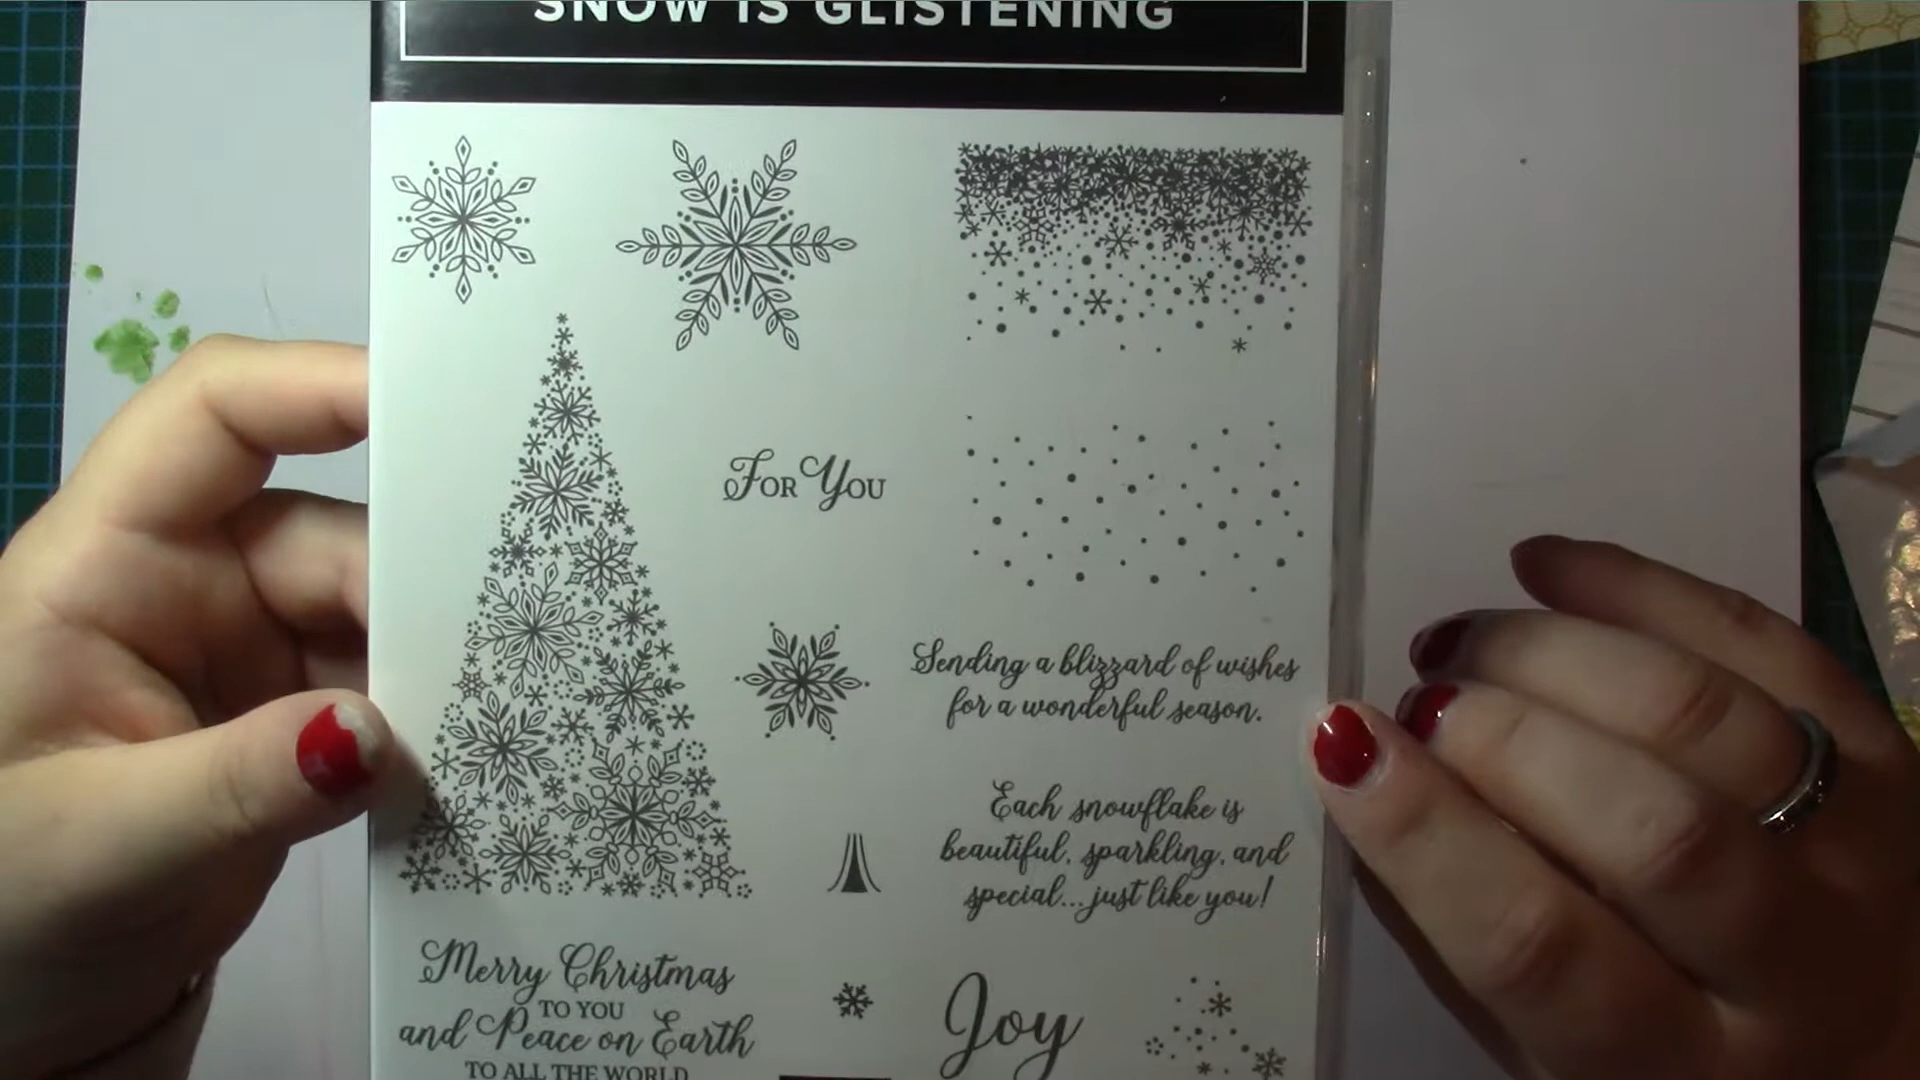 SNOW IS GLISTENING
For You
Sending a blizzard of wishes
for a wonderful season.
Each snowflake is
beautiful, sparkling, and
special... just like you!
Merry Christmas
TO YOU
and Peace on Earth
TO ALL THE WORLD
Joy